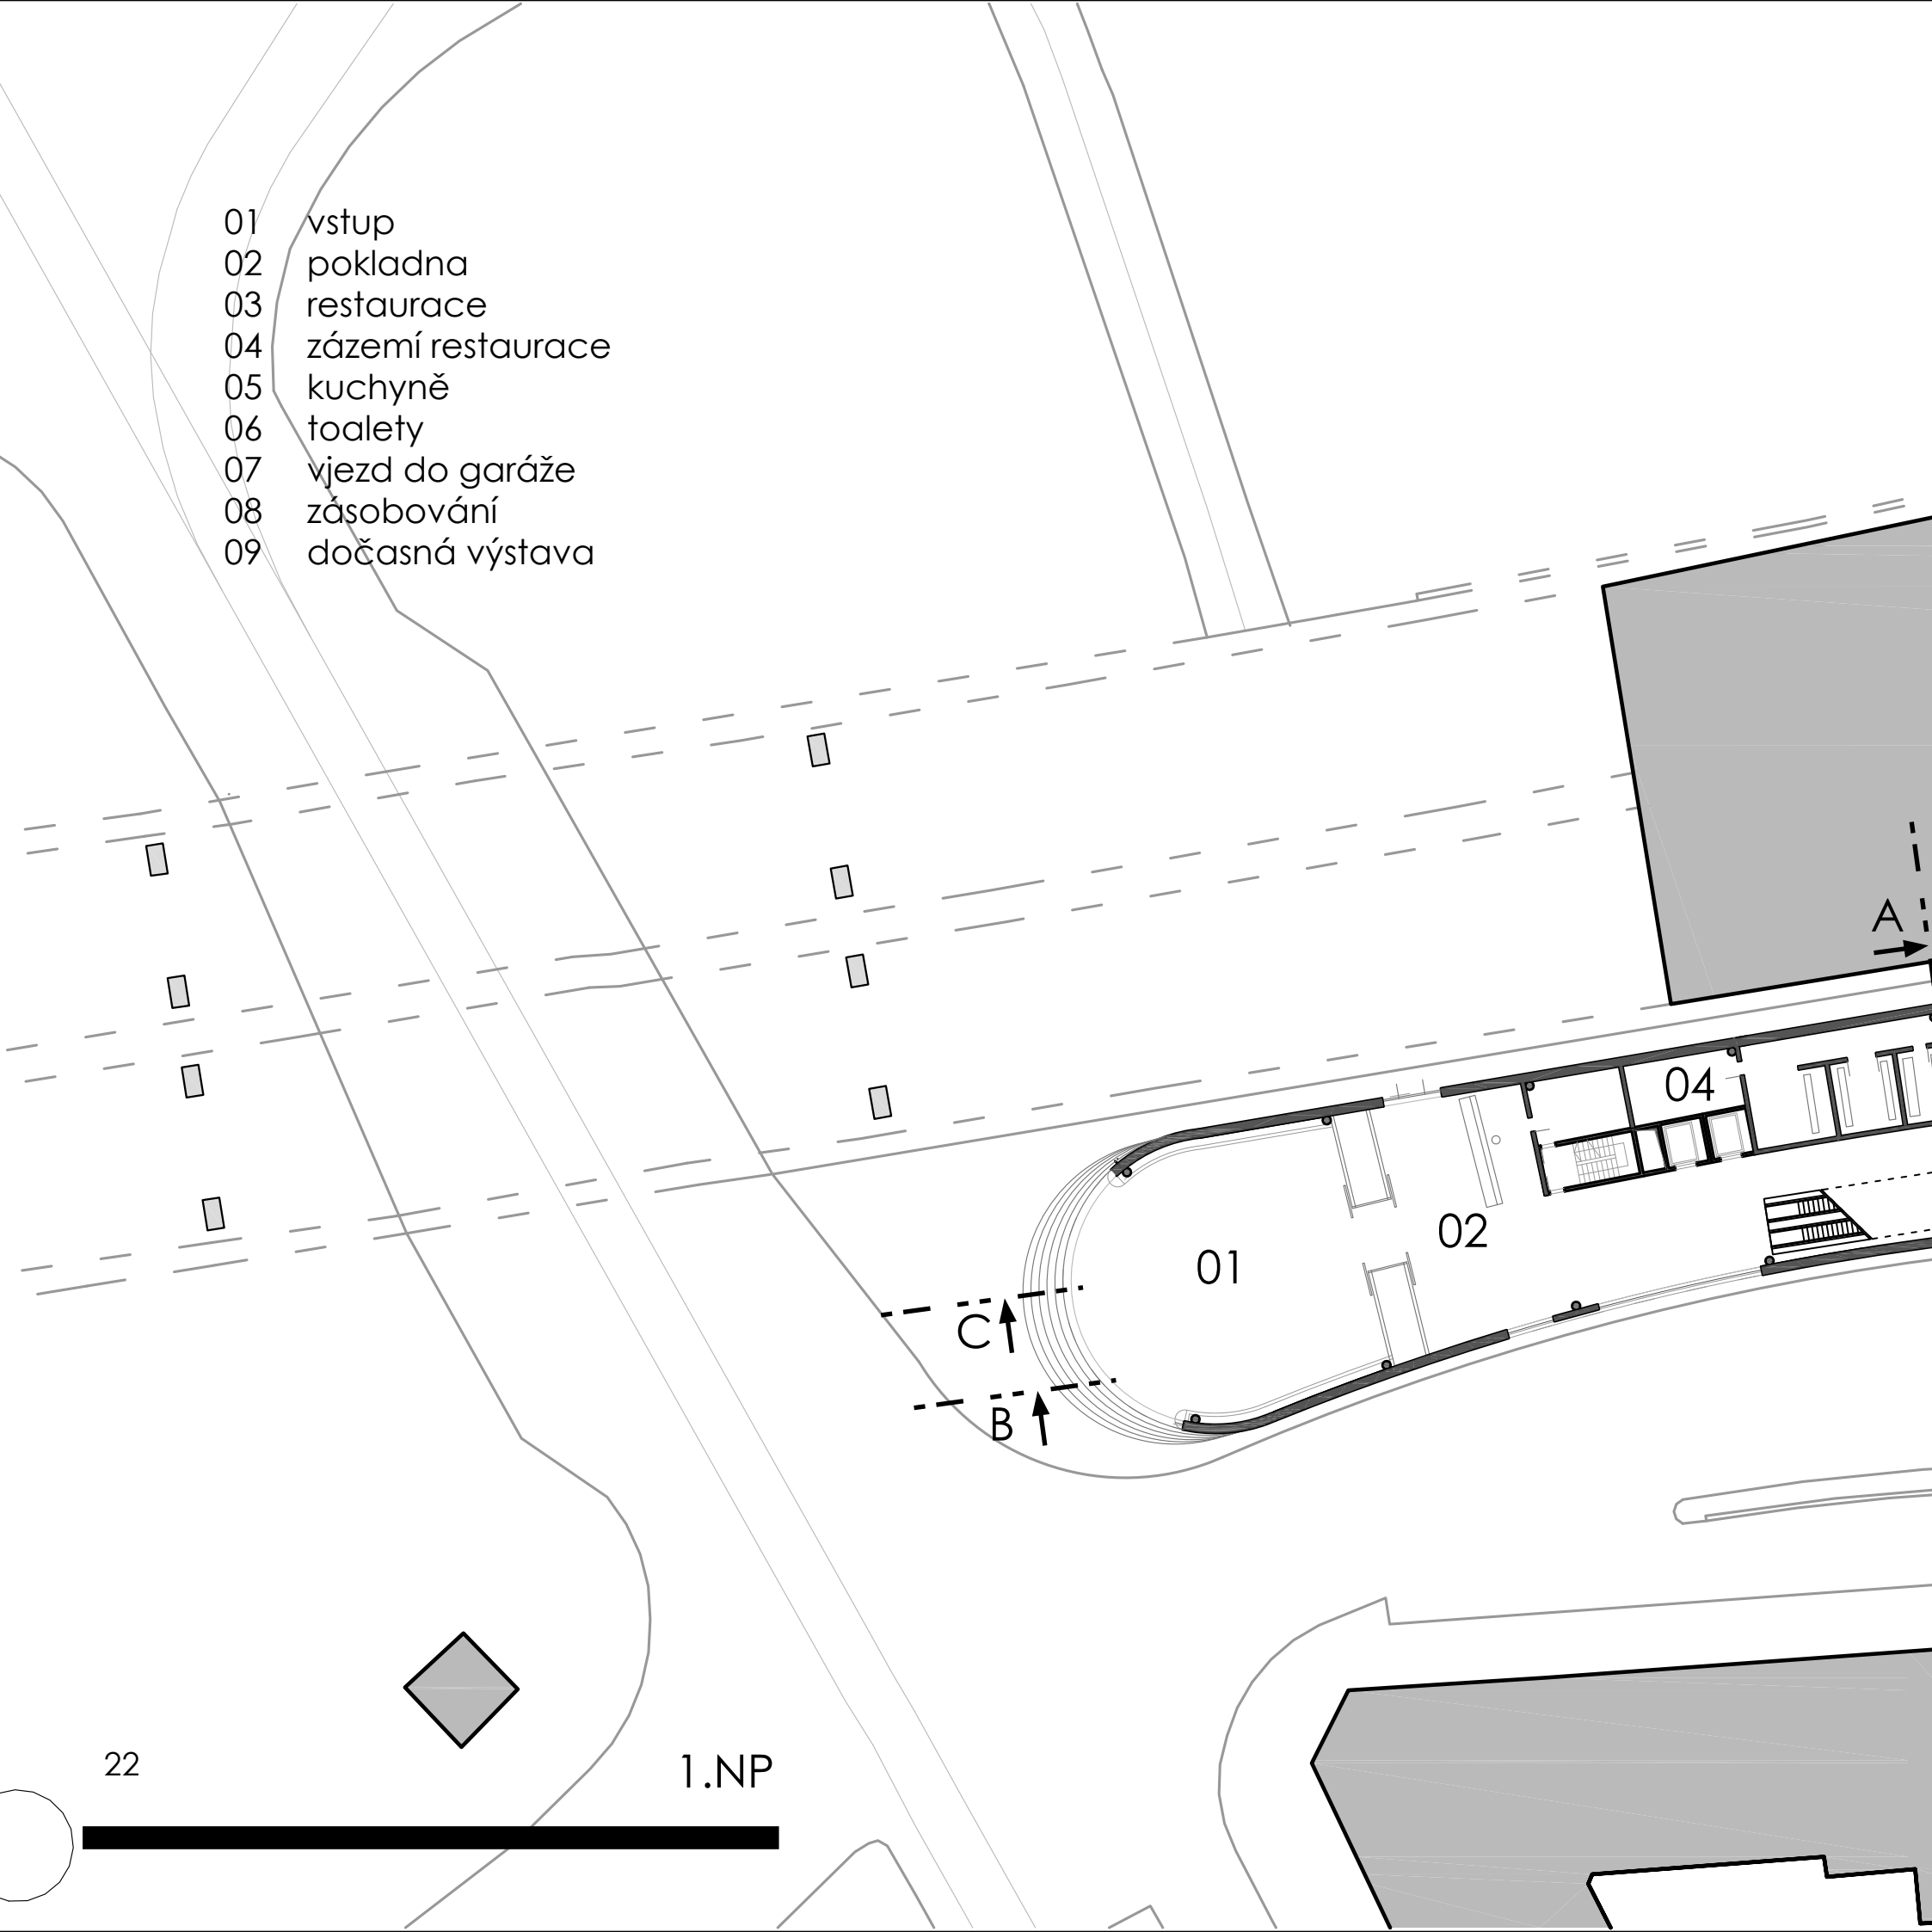 01 vstup
02 pokladna
03 restaurace
04 zázemí restaurace
05 kuchyně
06 toalety
07 vjezd do garáže
08 zásobování
09 dočasná výstava
A
04
02
01
C
B
22
1.NP